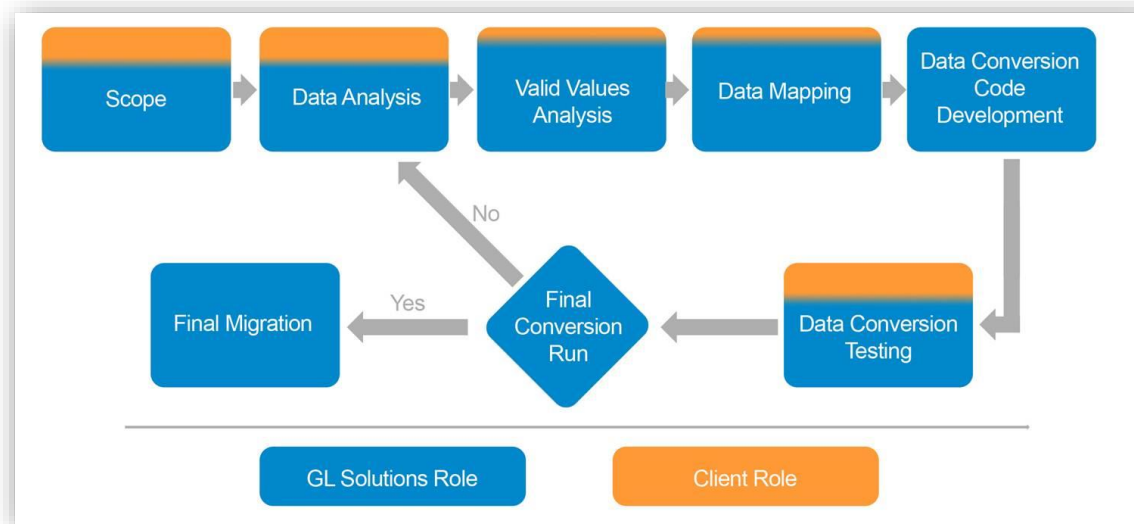 Scope
Data Analysis
Valid Values
Analysis
Data Mapping
Data Conversion
Code
Development
No
Yes
Final Migration
Final
Conversion
Run
Data Conversion
Testing
GL Solutions Role
Client Role